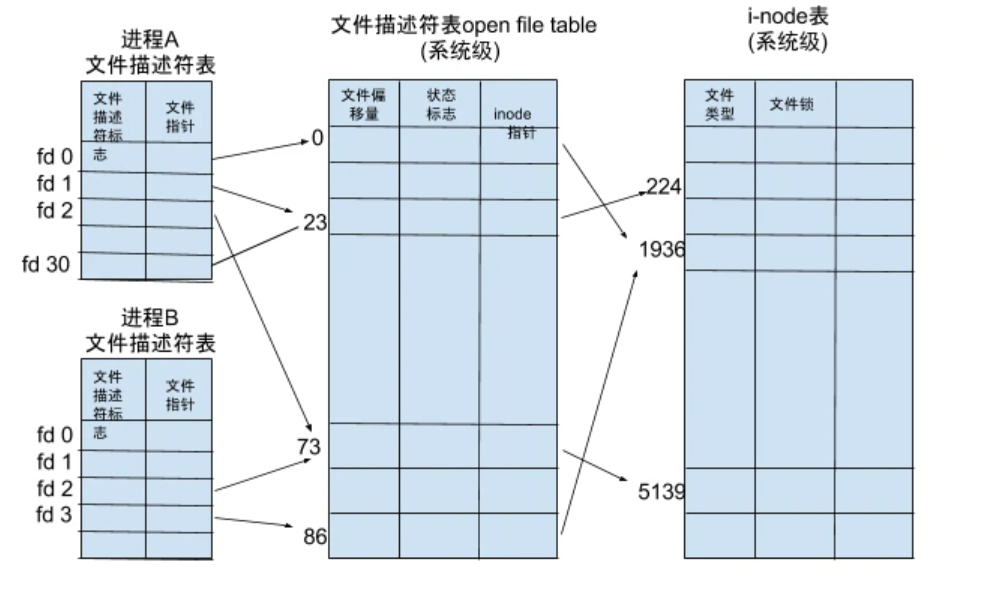 进程A
文件描述符表
文件
描述
符标
志
文件
指针
fd 0
fd 1
fd 2
fd 30
进程B
文件描述符表
文件
描述
符标
志
文件
指针
fd 0
fd 1
fd 2
fd 3
文件描述符表open file table
(系统级)
文件偏
移量
状态
标志
inode
指针
0
23
73
86
i-node表
(系统级)
文件
类型
文件锁
224
1936
5139